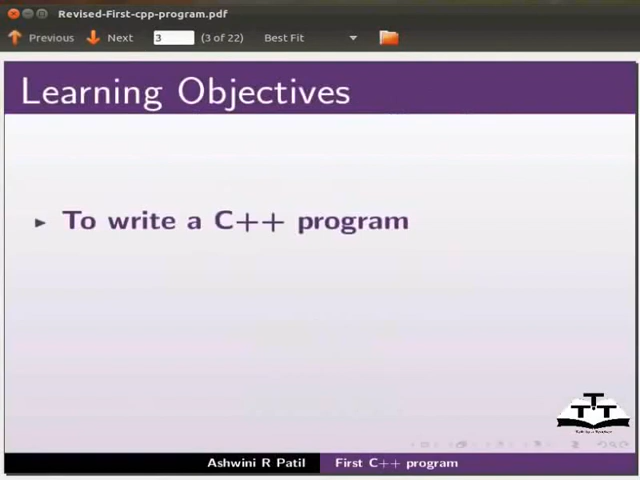 Revised-First-cpp-program.pdf
Previous Next 3 (3 of 22) Best Fit
Learning Objectives
To write a C++ program
Ashwini R Patil First C++ program